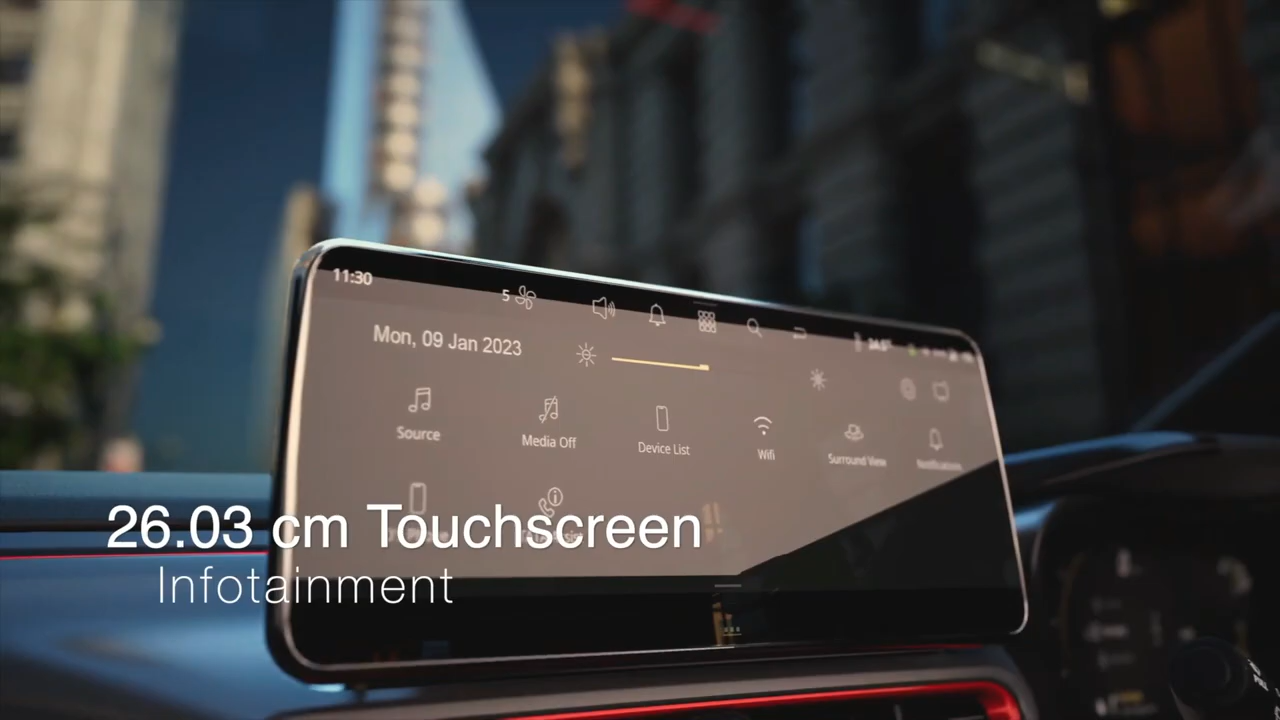 11:30
5
Mon, 09 Jan 2023
Source
Media Off
Device List
Wifi
Surround View
Notifications
26.03 cm Touchscreen
Infotainment